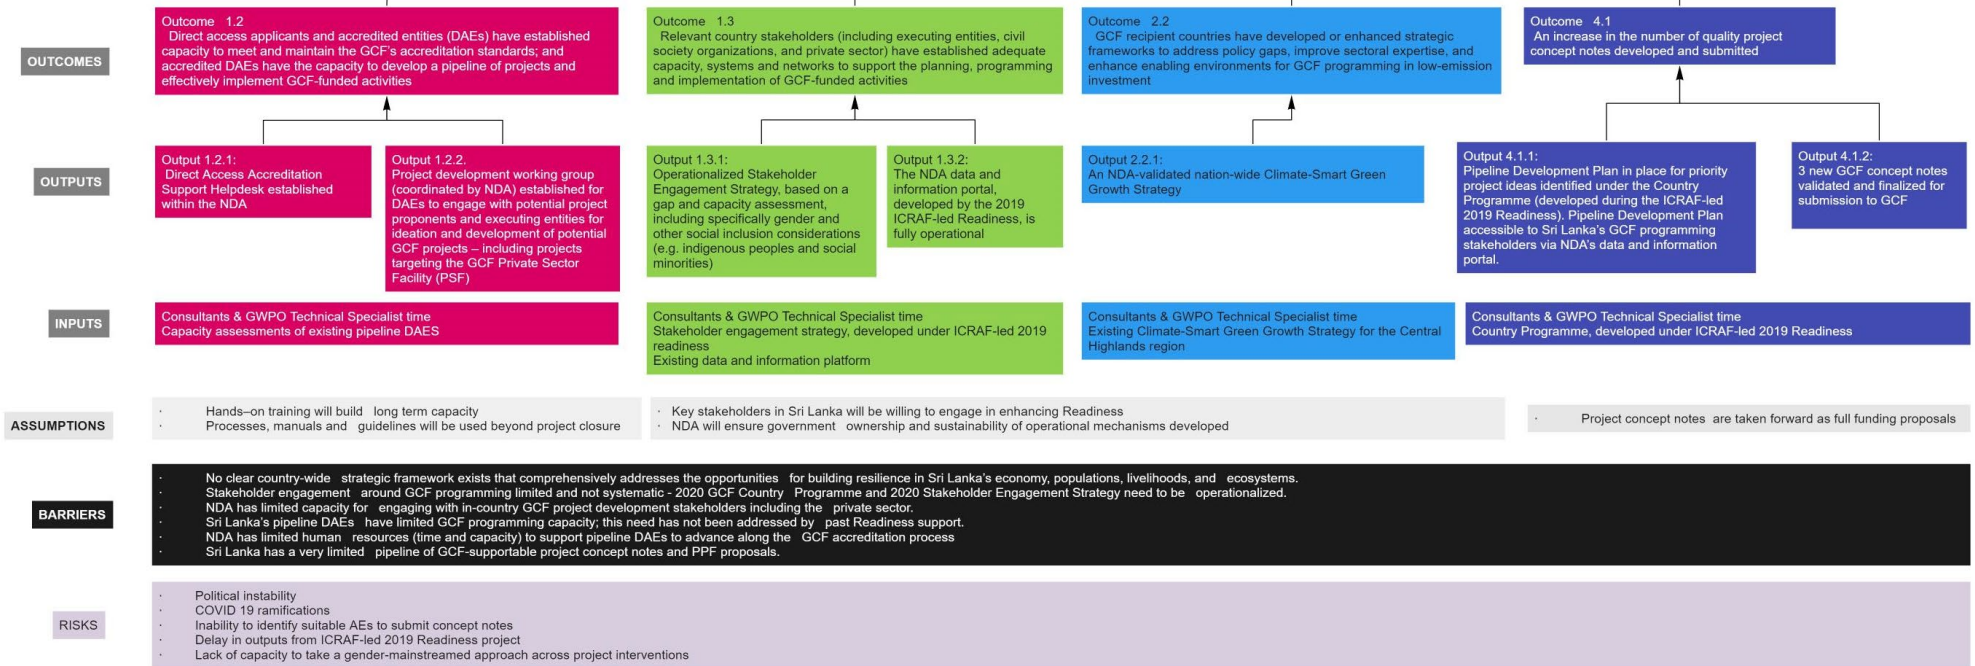 OUTCOMES
Outcome 1.2
Direct access applicants and accredited entities (DAEs) have established
capacity to meet and maintain the GCF's accreditation standards; and
accredited DAEs have the capacity to develop a pipeline of projects and
effectively implement GCF-funded activities
Outcome 1.3
Relevant country stakeholders (including executing entities, civil
society organizations, and private sector) have established adequate
capacity, systems and networks to support the planning, programming
and implementation of GCF-funded activities
Outcome 2.2
GCF recipient countries have developed or enhanced strategic
frameworks to address policy gaps, improve sectoral expertise, and
enhance enabling environments for GCF programming in low-emission
investment
Outcome 4.1
An increase in the number of quality project
concept notes developed and submitted
OUTPUTS
Output 1.2.1:
Direct Access Accreditation
Support Helpdesk established
within the NDA
Output 1.2.2.
Project development working group
(coordinated by NDA) established for
DAEs to engage with potential project
proponents and executing entities for
ideation and development of potential
GCF projects – including projects
targeting the GCF Private Sector
Facility (PSF)
Output 1.3.1:
Operationalized Stakeholder
Engagement Strategy, based on a
gap and capacity assessment,
including specifically gender and
other social inclusion considerations
(e.g. indigenous peoples and social
minorities)
Output 1.3.2:
The NDA data and
information portal,
developed by the 2019
ICRAF-led Readiness, is
fully operational
Output 2.2.1:
An NDA-validated nation-wide Climate-Smart Green
Growth Strategy
Output 4.1.1:
Pipeline Development Plan in place for priority
project ideas identified under the Country
Programme (developed during the ICRAF-led
2019 Readiness). Pipeline Development Plan
accessible to Sri Lanka's GCF programming
stakeholders via NDA's data and information
portal.
Output 4.1.2:
3 new GCF concept notes
validated and finalized for
submission to GCF
INPUTS
Consultants & GWPO Technical Specialist time
Capacity assessments of existing pipeline DAES
Consultants & GWPO Technical Specialist time
Stakeholder engagement strategy, developed under ICRAF-led 2019
readiness
Existing data and information platform
Consultants & GWPO Technical Specialist time
Existing Climate-Smart Green Growth Strategy for the Central
Highlands region
Consultants & GWPO Technical Specialist time
Country Programme, developed under ICRAF-led 2019 Readiness
ASSUMPTIONS
· Hands–on training will build long term capacity
· Processes, manuals and guidelines will be used beyond project closure
· Key stakeholders in Sri Lanka will be willing to engage in enhancing Readiness
· NDA will ensure government ownership and sustainability of operational mechanisms developed
· Project concept notes are taken forward as full funding proposals
BARRIERS
· No clear country-wide strategic framework exists that comprehensively addresses the opportunities for building resilience in Sri Lanka's economy, populations, livelihoods, and ecosystems.
· Stakeholder engagement around GCF programming limited and not systematic - 2020 GCF Country Programme and 2020 Stakeholder Engagement Strategy need to be operationalized.
· NDA has limited capacity for engaging with in-country GCF project development stakeholders including the private sector.
· Sri Lanka's pipeline DAEs have limited GCF programming capacity; this need has not been addressed by past Readiness support.
· NDA has limited human resources (time and capacity) to support pipeline DAEs to advance along the GCF accreditation process
· Sri Lanka has a very limited pipeline of GCF-supportable project concept notes and PPF proposals.
RISKS
· Political instability
· COVID 19 ramifications
· Inability to identify suitable AEs to submit concept notes
· Delay in outputs from ICRAF-led 2019 Readiness project
· Lack of capacity to take a gender-mainstreamed approach across project interventions